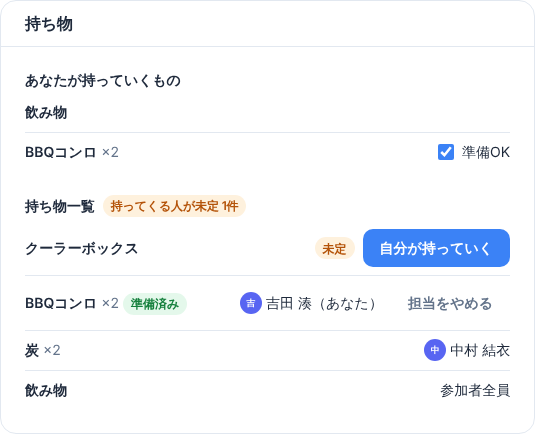 持ち物
あなたが持っていくもの
飲み物
BBQコンロ ×2 準備OK
持ち物一覧 持ってくる人が未定 1件
クーラーボックス 未定 自分が持っていく
BBQコンロ ×2 準備済み 吉 吉田 湊（あなた） 担当をやめる
炭 ×2 中 中村 結衣
飲み物 参加者全員